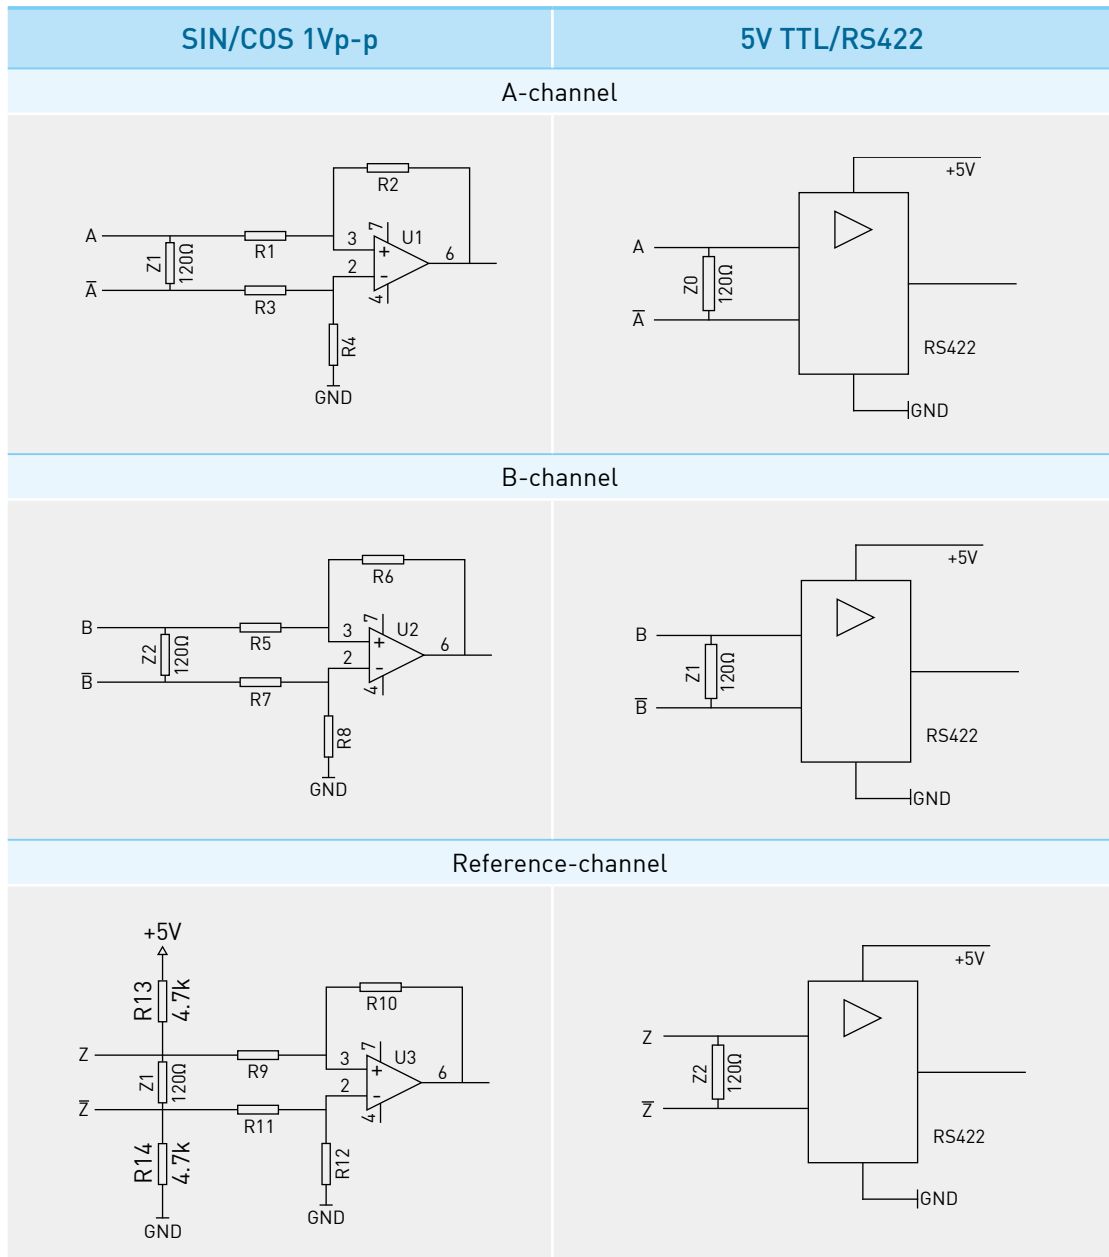 SIN/COS 1Vp-p
5V TTL/RS422
A-channel
R2
7
A
R1
3
+
U1
6
Z1
120Ω
2
-
A̅
R3
4
R4
GND
+5V
A
Z0
120Ω
A̅
RS422
GND
B-channel
R6
7
B
R5
3
+
U2
6
Z2
120Ω
2
-
B̅
R7
4
R8
GND
+5V
B
Z1
120Ω
B̅
RS422
GND
Reference-channel
+5V
R13
4.7k
R10
7
Z
R9
3
+
U3
6
Z1
120Ω
2
-
Z̅
R11
4
R14
4.7k
R12
GND
GND
+5V
Z
Z2
120Ω
Z̅
RS422
GND